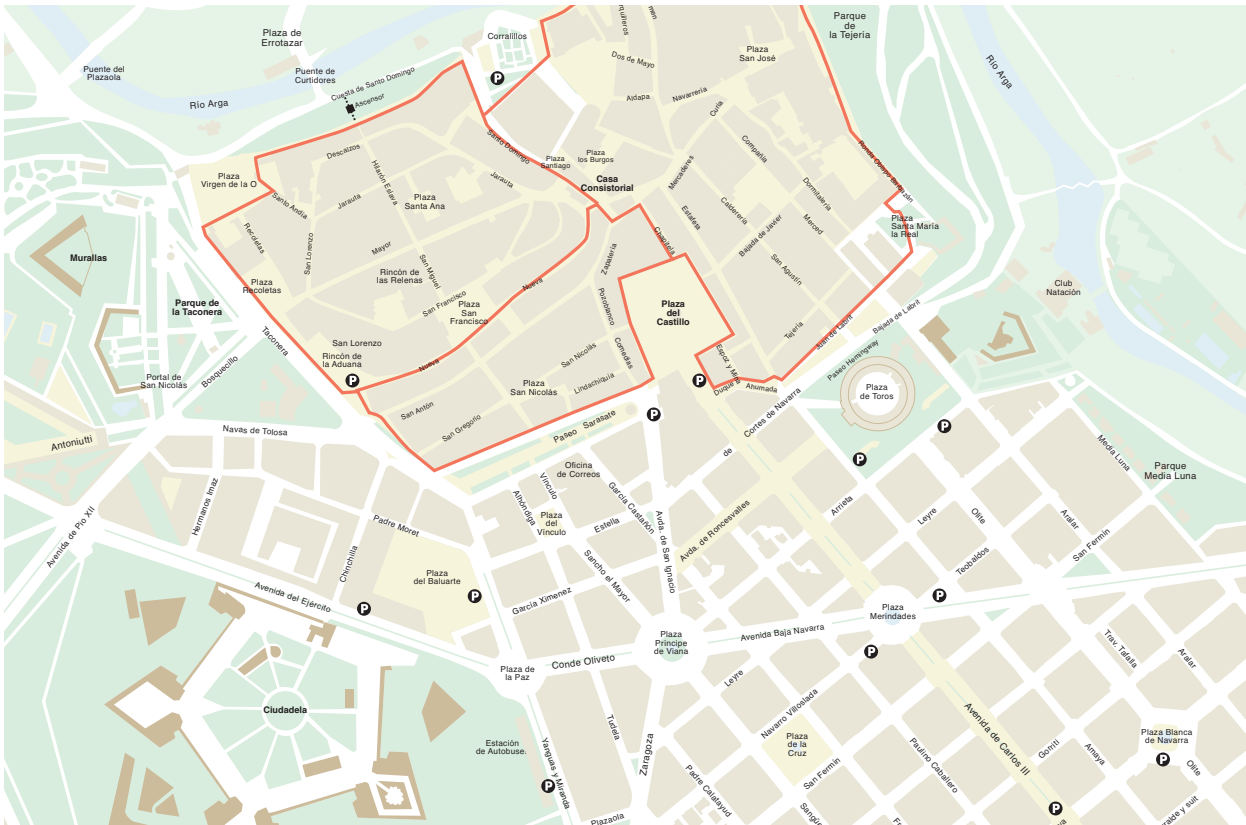 Plaza de
Errotazar
Corralillos
Parque
de
la Tejería
Puente del
Plazaola
Puente de
Curtidores
Cuesta de Santo Domingo
Ascensor
Río Arga
Río Arga
P
Dos de Mayo
Plaza
San José
Aldapa
Navarrería
Curia
Compañía
Ronda Obispo Barbazán
Descalzos
Santo Domingo
Plaza
Santiago
Plaza
los Burgos
Casa
Consistorial
Mercaderes
Plaza
Virgen de la O
Santo Andía
Jarauta
Hilarón Eslava
Plaza
Santa Ana
Jarauta
Estafeta
Calderería
Dormitalería
Merced
Bajada de Javier
Plaza
Santa María
la Real
Recoletas
San Lorenzo
Mayor
Zapatería
Chapitela
San Agustín
Murallas
Plaza
Recoletas
Rincón de
las Relenas
San Miguel
Nueva
San Francisco
Plaza
San
Francisco
Pozoblanco
Plaza
del
Castillo
Club
Natación
Parque de
la Taconera
Taconera
San Lorenzo
Rincón de
la Aduana
P
Nueva
San Nicolás
Comedias
Tejería
Juan de Labrit
Bajada de Labrit
Paseo Hemingway
Bosquecillo
Portal de
San Nicolás
Plaza
San Nicolás
Lindachiquía
Espoz y Mina
Duque
Ahumada
P
Plaza
de Toros
San Antón
San Gregorio
Paseo Sarasate
P
Cortes de Navarra
de
P
P
Antoniutti
Navas de Tolosa
Media Luna
Parque
Media Luna
Oficina
de Correos
Vínculo
Alhóndiga
García Castañón
Hermanos Imaz
Plaza
del
Vínculo
Estella
Avda. de San Ignacio
Avda. de Roncesvalles
Arrieta
Leyre
Olite
Aralar
San Fermín
Teobaldos
Avenida de Pio XII
Padre Moret
Chinchilla
Plaza
del Baluarte
P
Sancho el Mayor
García Ximenez
Avenida del Ejército
P
P
Plaza
Merindades
Plaza
Príncipe
de Viana
Avenida Baja Navarra
P
Plaza de
la Paz
Conde Oliveto
Leyre
Trav. Tafalla
Aralar
Ciudadela
Tudela
Zaragoza
Navarro Villoslada
Plaza
de la
Cruz
San Fermín
Avenida de Carlos III
Paulino Caballero
Gorriti
Amaya
Plaza Blanca
de Navarra
P
Olite
Estación
de Autobuse.
Yanguas y Miranda
P
Padre Calatayud
Plazaola
P